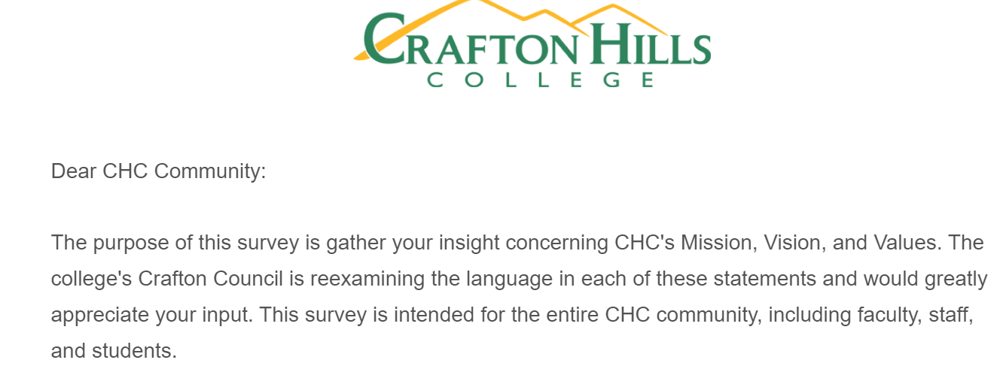 CRAFTON HILLS
COLLEGE
Dear CHC Community:
The purpose of this survey is gather your insight concerning CHC's Mission, Vision, and Values. The
college's Crafton Council is reexamining the language in each of these statements and would greatly
appreciate your input. This survey is intended for the entire CHC community, including faculty, staff,
and students.